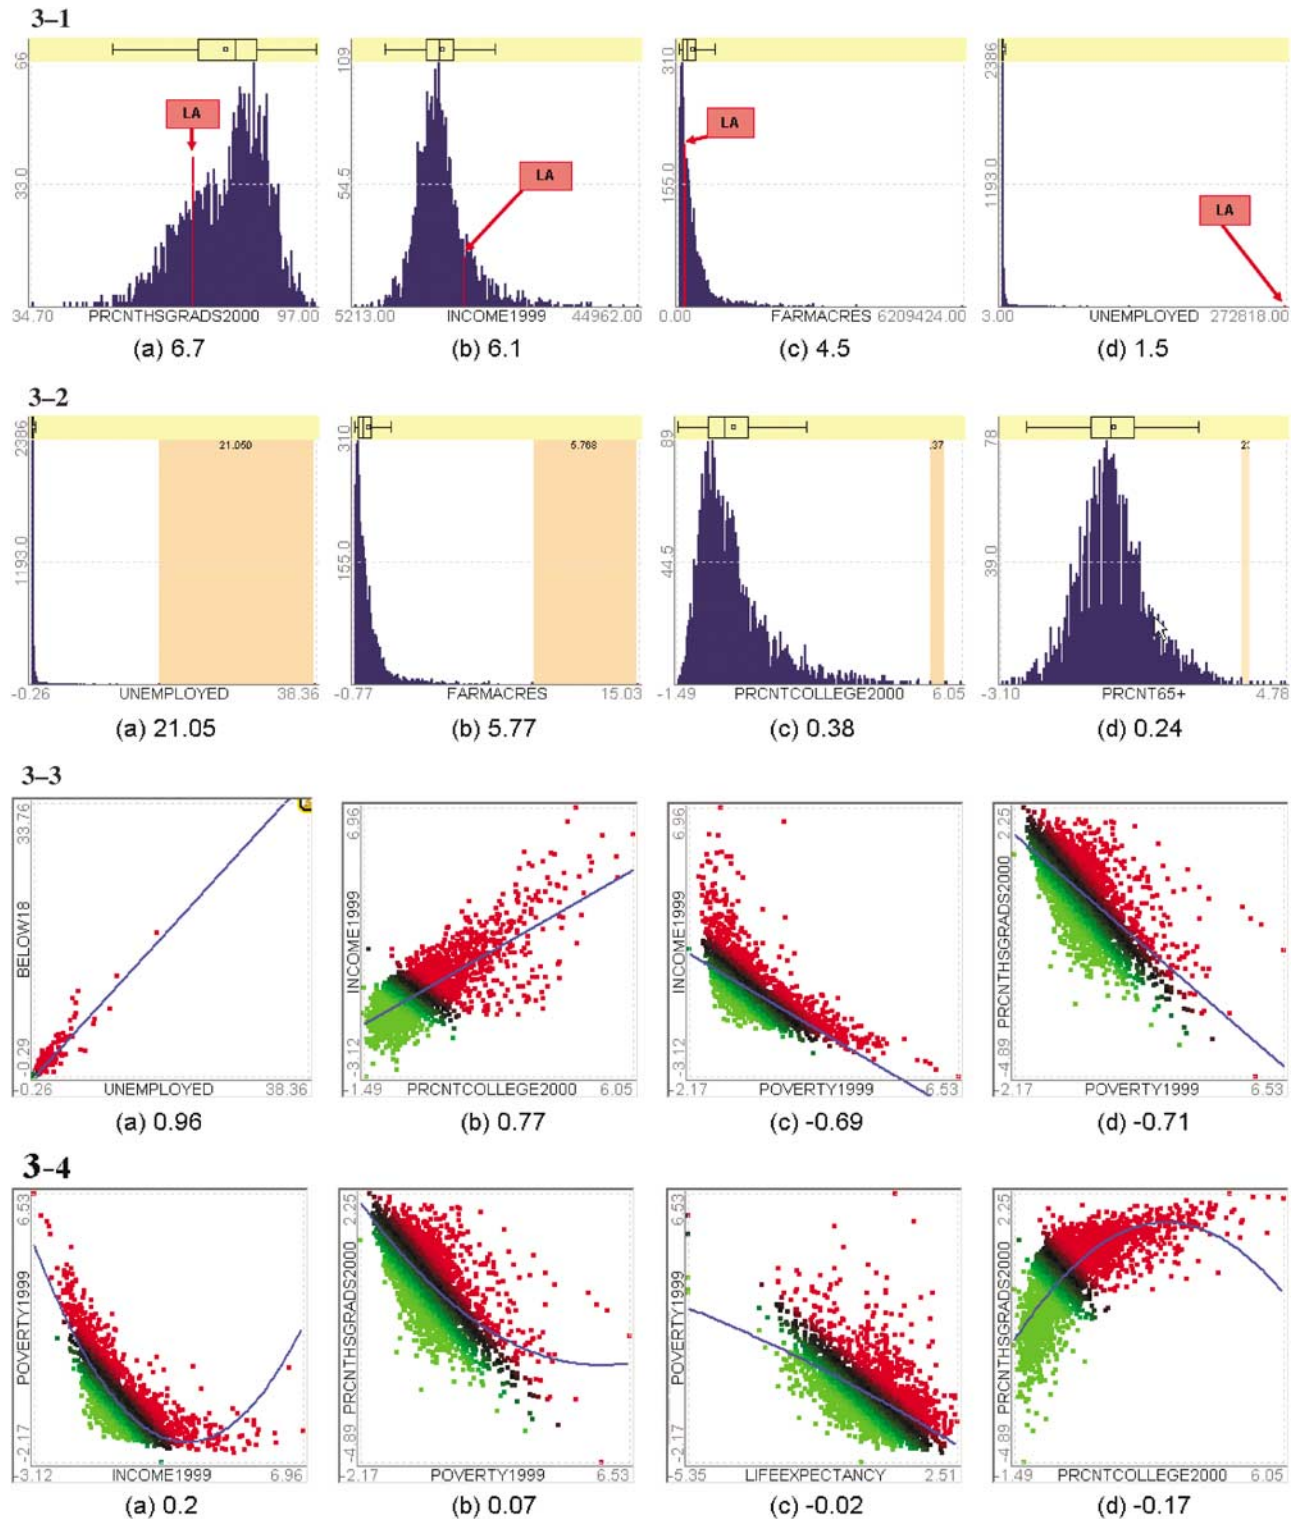 3–1
66
33.0
LA
34.70 PRCNTHSGRADS2000 97.00
(a) 6.7
109
54.5
LA
5213.00 INCOME1999 44962.00
(b) 6.1
310
155.0
LA
0.00 FARMACRES 6209424.00
(c) 4.5
2386
1193.0
LA
3.00 UNEMPLOYED 272818.00
(d) 1.5
3–2
2386
1193.0
21.050
-0.26 UNEMPLOYED 38.36
(a) 21.05
310
155.0
5.768
-0.77 FARMACRES 15.03
(b) 5.77
89
44.5
.37
-1.49 PRCNTCOLLEGE2000 6.05
(c) 0.38
78
39.0
-3.10 PRCNT65+ 4.78
(d) 0.24
3–3
33.76
BELOW18
-0.29
-0.26 UNEMPLOYED 38.36
(a) 0.96
6.96
INCOME1999
-3.12
-1.49 PRCNTCOLLEGE2000 6.05
(b) 0.77
6.96
INCOME1999
-3.12
-2.17 POVERTY1999 6.53
(c) -0.69
2.25
PRCNTHSGRADS2000
-4.89
-2.17 POVERTY1999 6.53
(d) -0.71
3–4
6.53
POVERTY1999
-2.17
-3.12 INCOME1999 6.96
(a) 0.2
2.25
PRCNTHSGRADS2000
-4.89
-2.17 POVERTY1999 6.53
(b) 0.07
6.53
POVERTY1999
-2.17
-5.35 LIFEEXPECTANCY 2.51
(c) -0.02
2.25
PRCNTHSGRADS2000
-4.89
-1.49 PRCNTCOLLEGE2000 6.05
(d) -0.17